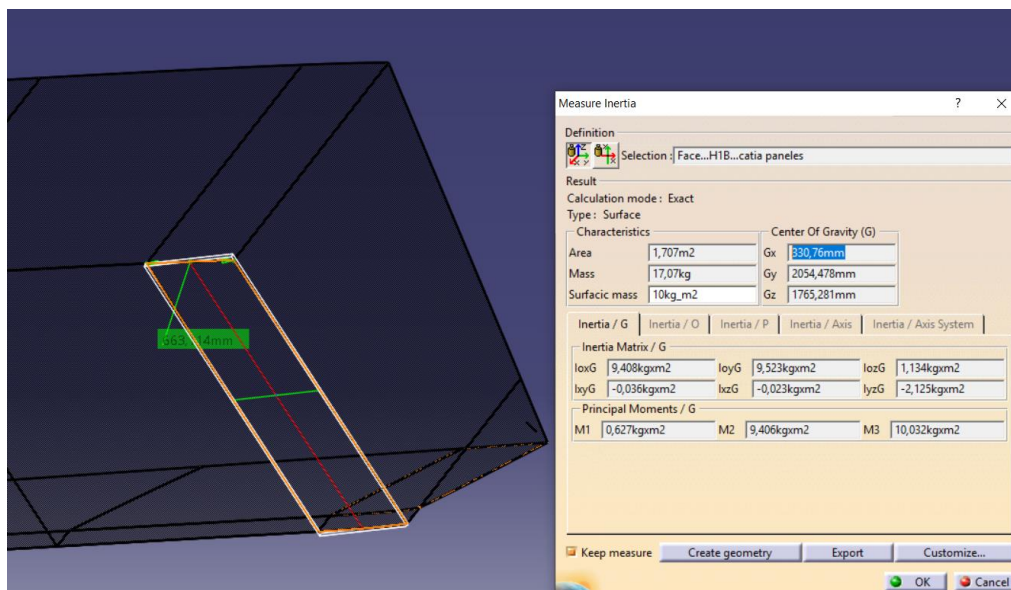 Measure Inertia ? ×
Definition
Selection : Face...H1B...catia paneles
Result
Calculation mode : Exact
Type : Surface
Characteristics
Center Of Gravity (G)
Area 1,707m2 Gx 330,76mm
Mass 17,07kg Gy 2054,478mm
Surfacic mass 10kg_m2 Gz 1765,281mm
Inertia / G Inertia / O Inertia / P Inertia / Axis Inertia / Axis System
Inertia Matrix / G
IoxG 9,408kgxm2 IoyG 9,523kgxm2 IozG 1,134kgxm2
IxyG -0,036kgxm2 IxzG -0,023kgxm2 IyzG -2,125kgxm2
Principal Moments / G
M1 0,627kgxm2 M2 9,406kgxm2 M3 10,032kgxm2
Keep measure Create geometry Export Customize...
OK Cancel